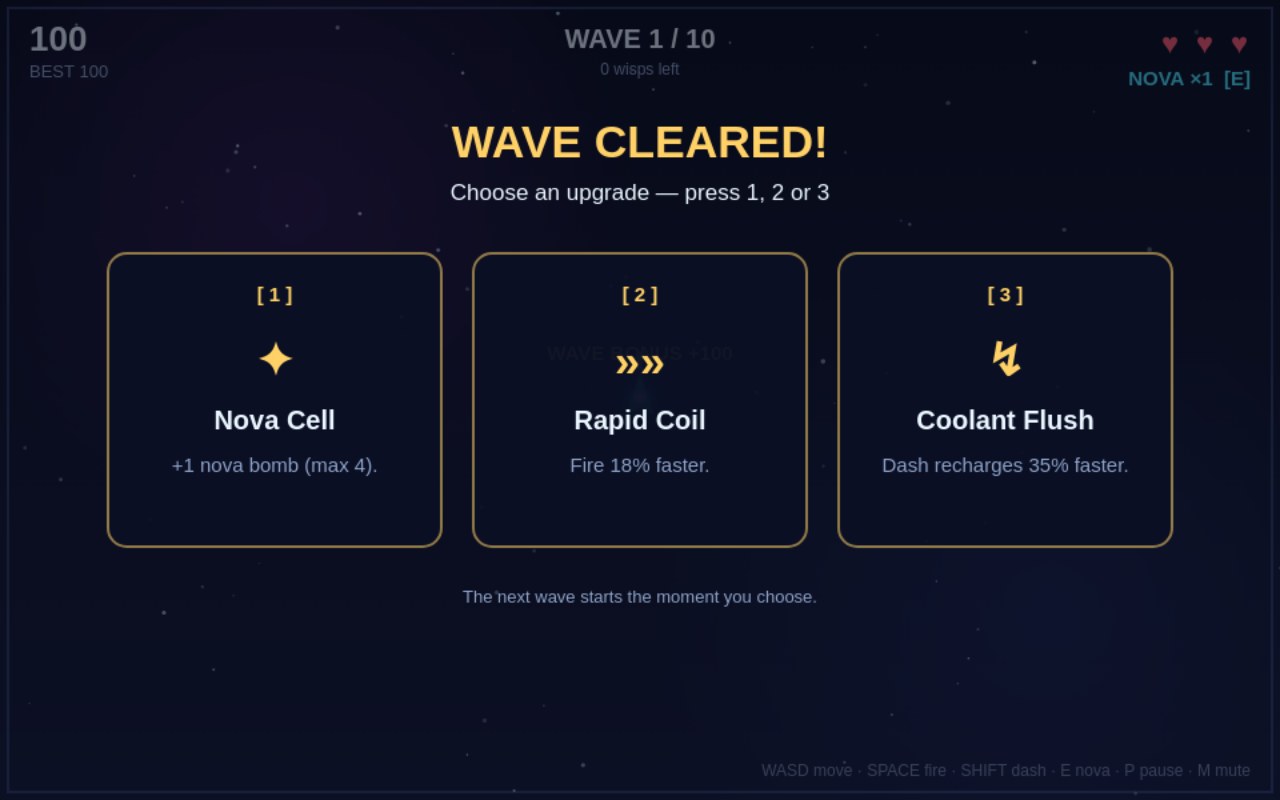 100
BEST 100
WAVE 1 / 10
0 wisps left
♥ ♥ ♥
NOVA ×1 [E]
WAVE CLEARED!
Choose an upgrade — press 1, 2 or 3
[ 1 ]
✦
Nova Cell
+1 nova bomb (max 4).
WAVE BONUS +100
[ 2 ]
»»
Rapid Coil
Fire 18% faster.
[ 3 ]
↯
Coolant Flush
Dash recharges 35% faster.
The next wave starts the moment you choose.
WASD move · SPACE fire · SHIFT dash · E nova · P pause · M mute